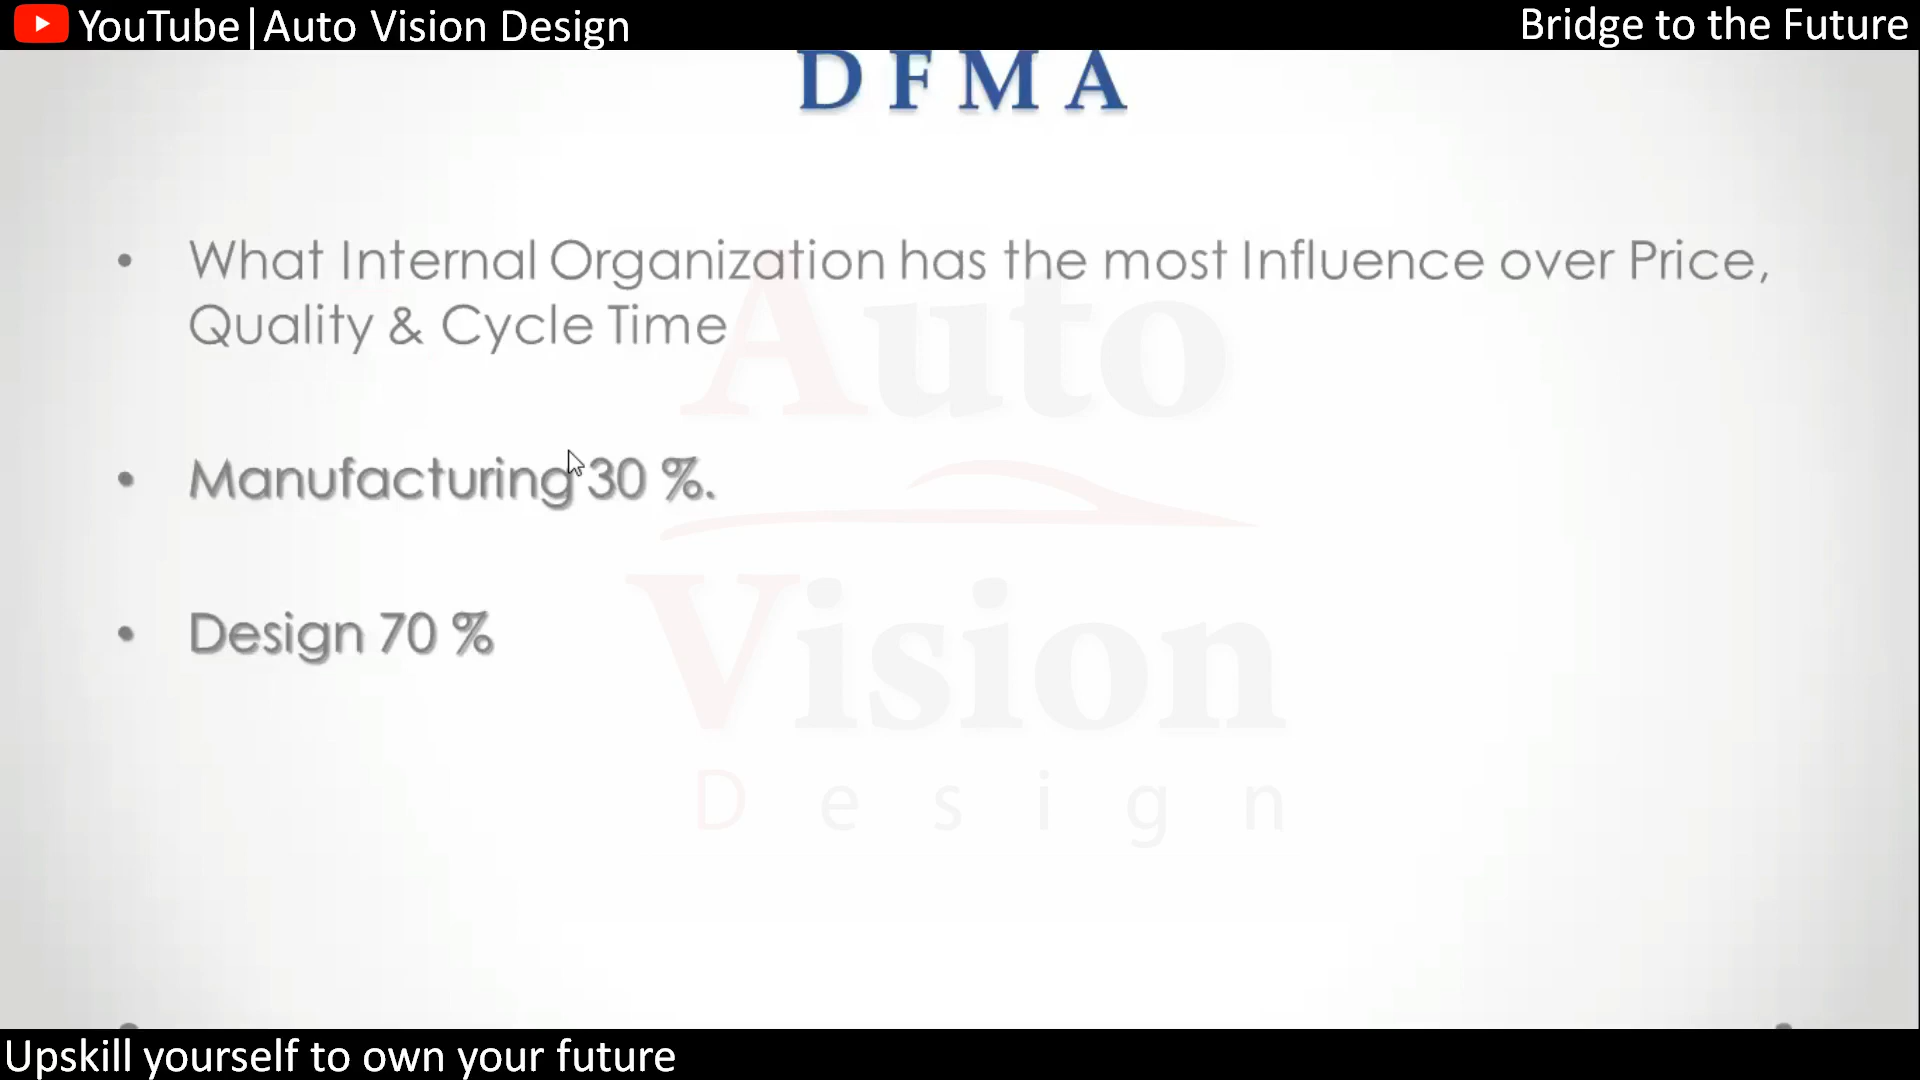 YouTube|Auto Vision Design
Bridge to the Future
D F M A
• What Internal Organization has the most Influence over Price,
Quality & Cycle Time
• Manufacturing 30 %.
• Design 70 %
Auto
Vision
Design
Upskill yourself to own your future